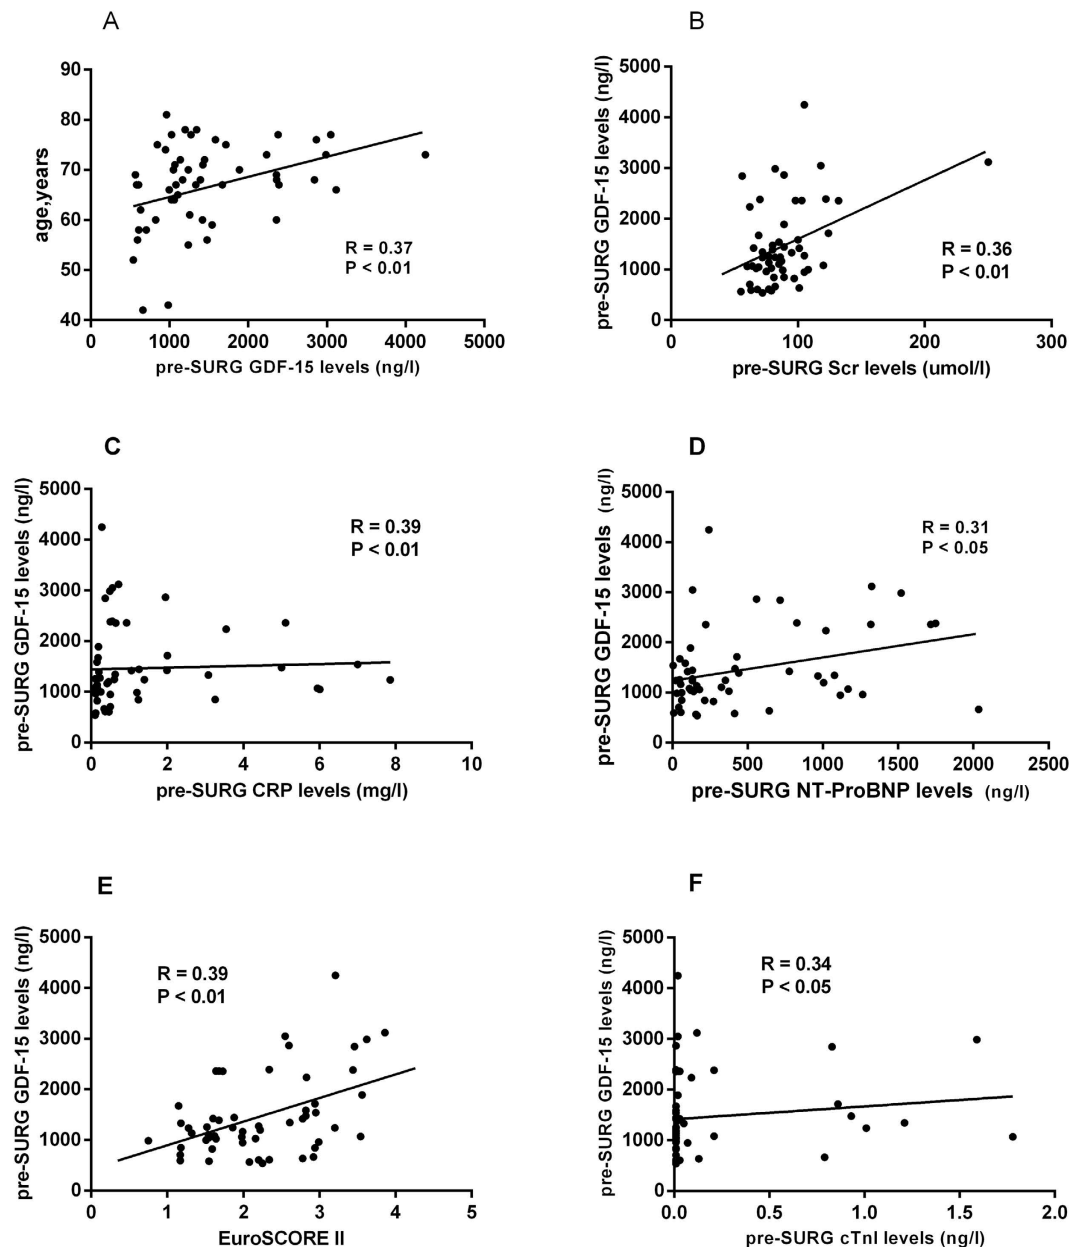 A
90
80
70
60
50
40
age,years
R = 0.37
P < 0.01
0
1000
2000
3000
4000
5000
pre-SURG GDF-15 levels (ng/l)
B
5000
4000
3000
2000
1000
0
pre-SURG GDF-15 levels (ng/l)
R = 0.36
P < 0.01
0
100
200
300
pre-SURG Scr levels (umol/l)
C
5000
4000
3000
2000
1000
0
pre-SURG GDF-15 levels (ng/l)
R = 0.39
P < 0.01
0
2
4
6
8
10
pre-SURG CRP levels (mg/l)
D
5000
4000
3000
2000
1000
0
pre-SURG GDF-15 levels (ng/l)
R = 0.31
P < 0.05
0
500
1000
1500
2000
2500
pre-SURG NT-ProBNP levels (ng/l)
E
5000
4000
3000
2000
1000
0
pre-SURG GDF-15 levels (ng/l)
R = 0.39
P < 0.01
0
1
2
3
4
5
EuroSCORE II
F
5000
4000
3000
2000
1000
0
pre-SURG GDF-15 levels (ng/l)
R = 0.34
P < 0.05
0.0
0.5
1.0
1.5
2.0
pre-SURG cTnI levels (ng/l)